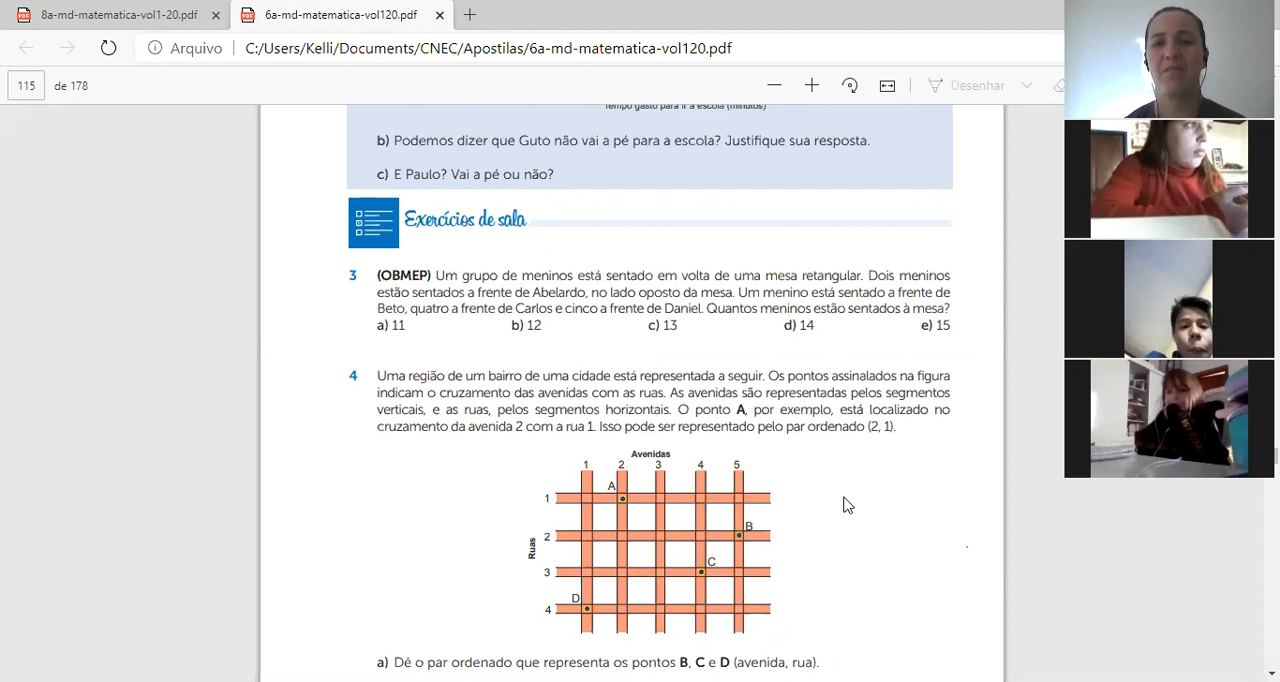 8a-md-matematica-vol1-20.pdf
6a-md-matematica-vol120.pdf
Arquivo
C:/Users/Kelli/Documents/CNEC/Apostilas/6a-md-matematica-vol120.pdf
115 de 178
Desenhar
Tempo gasto para ir à escola (minutos)
b) Podemos dizer que Guto não vai a pé para a escola? Justifique sua resposta.
c) E Paulo? Vai a pé ou não?
Exercícios de sala
3 (OBMEP) Um grupo de meninos está sentado em volta de uma mesa retangular. Dois meninos
estão sentados a frente de Abelardo, no lado oposto da mesa. Um menino está sentado a frente de
Beto, quatro a frente de Carlos e cinco a frente de Daniel. Quantos meninos estão sentados à mesa?
a) 11 b) 12 c) 13 d) 14 e) 15
4 Uma região de um bairro de uma cidade está representada a seguir. Os pontos assinalados na figura
indicam o cruzamento das avenidas com as ruas. As avenidas são representadas pelos segmentos
verticais, e as ruas, pelos segmentos horizontais. O ponto A, por exemplo, está localizado no
cruzamento da avenida 2 com a rua 1. Isso pode ser representado pelo par ordenado (2, 1).
Avenidas
1 2 3 4 5
A
1
B
2
Ruas
C
3
D
4
a) Dê o par ordenado que representa os pontos B, C e D (avenida, rua).